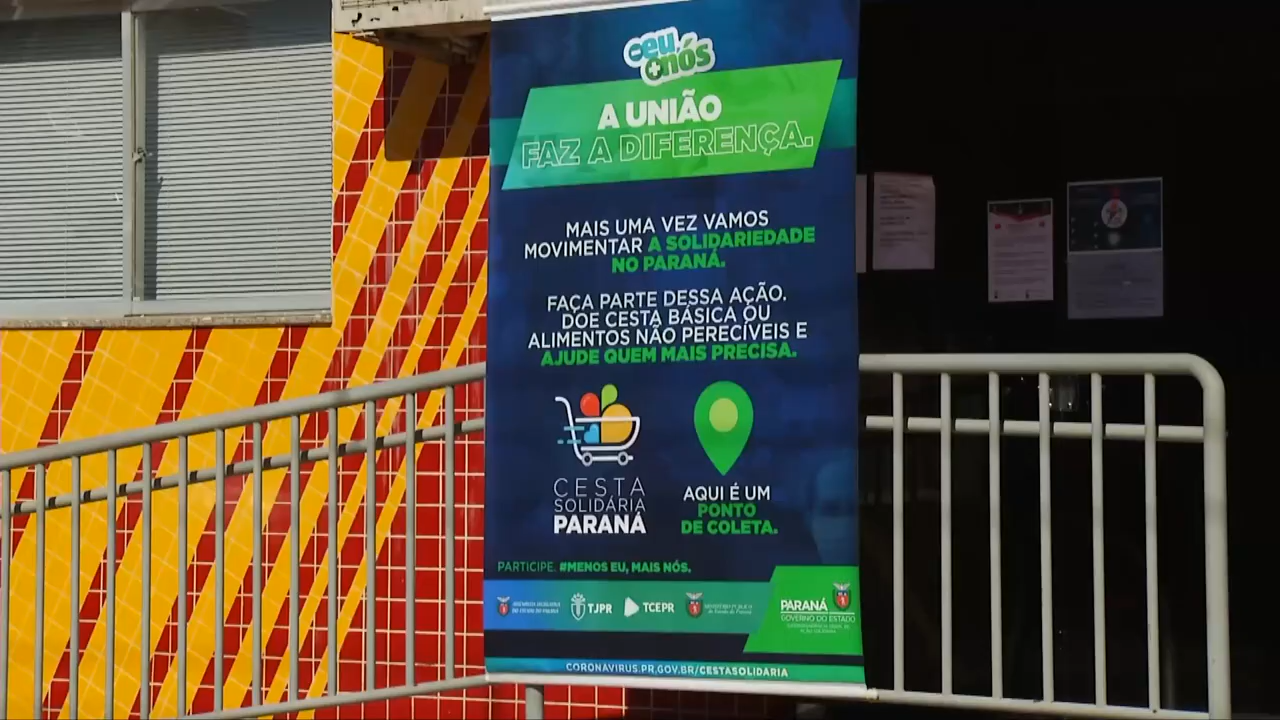 -eu,
+nós
A UNIÃO
FAZ A DIFERENÇA.
MAIS UMA VEZ VAMOS
MOVIMENTAR A SOLIDARIEDADE
NO PARANÁ.
FAÇA PARTE DESSA AÇÃO.
DOE CESTA BÁSICA OU
ALIMENTOS NÃO PERECÍVEIS E
AJUDE QUEM MAIS PRECISA.
CESTA
SOLIDÁRIA
PARANÁ
AQUI É UM
PONTO
DE COLETA.
PARTICIPE. #MENOS EU, MAIS NÓS.
TJPR
TCEPR
PARANÁ
GOVERNO DO ESTADO
CORONAVIRUS.PR.GOV.BR/CESTASOLIDARIA